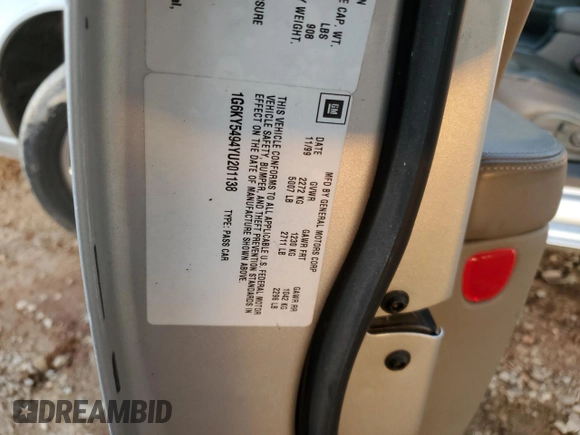 E CAP. WT.
LBS
908
Y WEIGHT.
SSURE
GM
MFD BY GENERAL MOTORS CORP
DATE GVWR GAWR FRT GAWR RR
11/99 2272 KG 1230 KG 1042 KG
5007 LB 2711 LB 2296 LB
THIS VEHICLE CONFORMS TO ALL APPLICABLE U.S. FEDERAL MOTOR
VEHICLE SAFETY, BUMPER, AND THEFT PREVENTION STANDARDS IN
EFFECT ON THE DATE OF MANUFACTURE SHOWN ABOVE.
1G6KY5494YU201138 TYPE: PASS CAR
DREAMBID